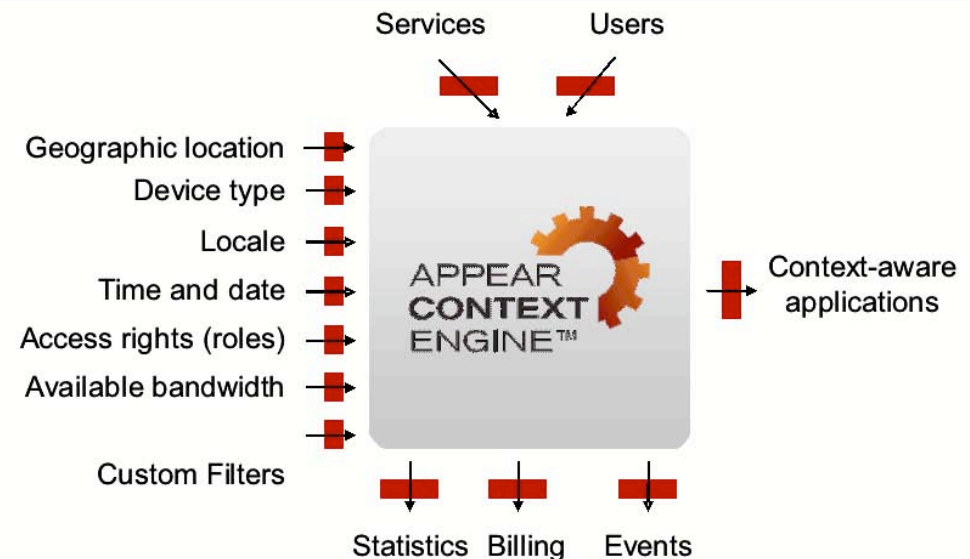 Services Users
Geographic location
Device type
Locale
Time and date
Access rights (roles)
Available bandwidth
Custom Filters
APPEAR
CONTEXT
ENGINE™
Context-aware
applications
Statistics Billing Events